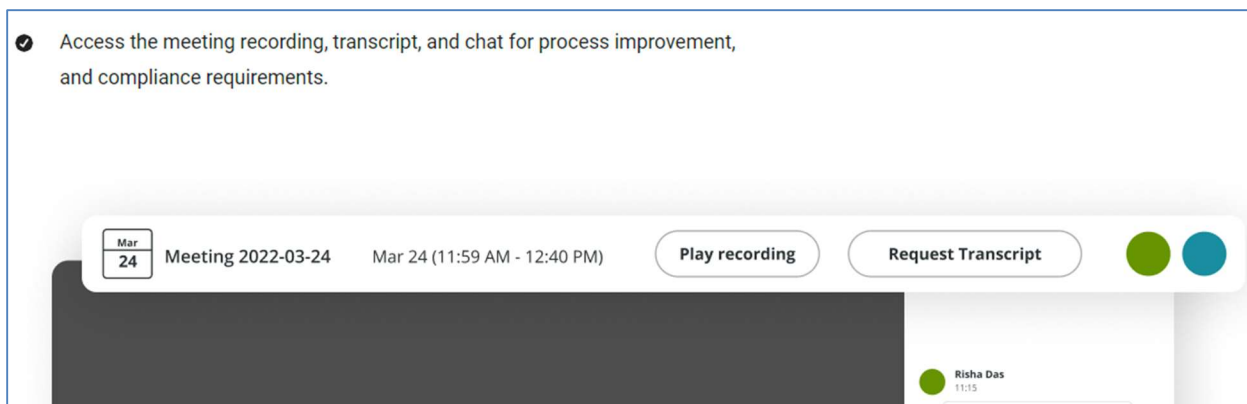 Access the meeting recording, transcript, and chat for process improvement,
and compliance requirements.
Mar
24
Meeting 2022-03-24
Mar 24 (11:59 AM - 12:40 PM)
Play recording
Request Transcript
Risha Das
11:15